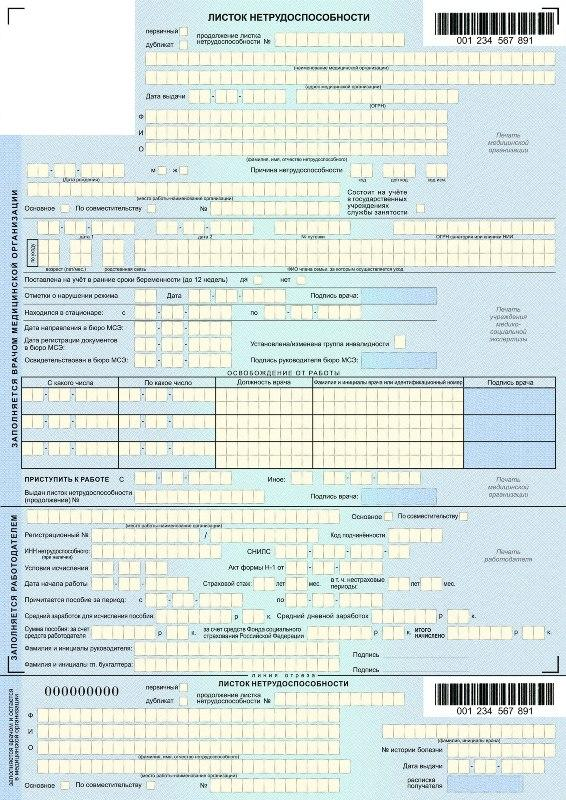 ЛИСТОК НЕТРУДОСПОСОБНОСТИ
первичный
дубликат
продолжение листка
нетрудоспособности №
001 234 567 891
(наименование медицинской организации)
(адрес медицинской организации)
Дата выдачи
(ОГРН)
Ф
И
О
(фамилия, имя, отчество нетрудоспособного)
Печать
медицинской
организации
(Дата рождения)
м ж
Причина нетрудоспособности
код доп код код изм.
(место работы-наименование организации)
Состоит на учёте
в государственных
учреждениях
службы занятости
Основное По совместительству №
дата 1 дата 2 № путевки ОГРН санатория или клиники НИИ
по уходу
возраст (лет/мес.) родственная связь ФИО члена семьи, за которым осуществляется уход
Поставлена на учёт в ранние сроки беременности (до 12 недель) да нет
Отметки о нарушении режима Дата Подпись врача:
Находился в стационаре: с по
Дата направления в бюро МСЭ:
Дата регистрации документов
в бюро МСЭ:
Установлена/изменена группа инвалидности
Освидетельствован в бюро МСЭ:
Подпись руководителя бюро МСЭ:
Печать
учреждения
медико-
социальной
экспертизы
ЗАПОЛНЯЕТСЯ ВРАЧОМ МЕДИЦИНСКОЙ ОРГАНИЗАЦИИ
ОСВОБОЖДЕНИЕ ОТ РАБОТЫ
С какого числа По какое число Должность врача Фамилия и инициалы врача или идентификационный номер Подпись врача
ПРИСТУПИТЬ К РАБОТЕ С Иное:
Выдан листок нетрудоспособности
(продолжение) №
Подпись врача:
Печать
медицинской
организации
ЗАПОЛНЯЕТСЯ РАБОТОДАТЕЛЕМ
(место работы-наименование организации)
Основное По совместительству
Регистрационный № / Код подчинённости
ИНН нетрудоспособного:
(при наличии)
СНИЛС
Печать
работодателя
Условия исчисления Акт формы Н-1 от
Дата начала работы Страховой стаж: лет мес.
в т. ч. нестраховые
периоды: лет мес.
Причитается пособие за период: с по
Средний заработок для исчисления пособия: р к. Средний дневной заработок р к.
Сумма пособия: за счет
средств работодателя р к.
за счет средств Фонда социального
страхования Российской Федерации р к.
ИТОГО
НАЧИСЛЕНО р к.
Фамилия и инициалы руководителя: Подпись
Фамилия и инициалы гл. бухгалтера: Подпись
линия отреза
ЛИСТОК НЕТРУДОСПОСОБНОСТИ
000000000
первичный
дубликат
продолжение листка
нетрудоспособности №
001 234 567 891
Ф
И
О
(фамилия, имя, отчество нетрудоспособного)
(фамилия, инициалы врача)
№ истории болезни
(место работы-наименование организации)
Дата выдачи
Основное По совместительству №
расписка
получателя
заполняется врачом и остается
в медицинской организации